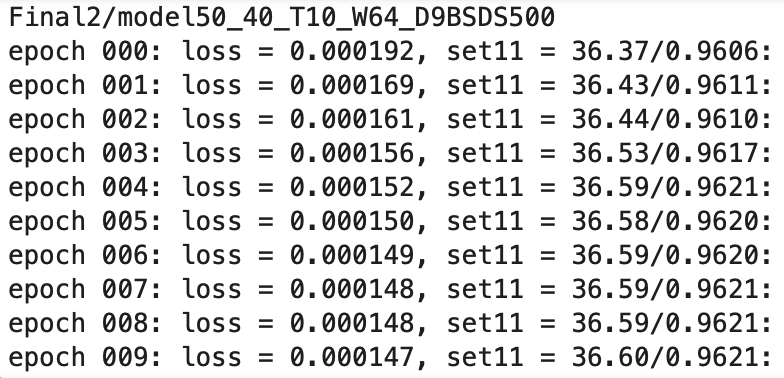 Final2/model50_40_T10_W64_D9BSDS500
epoch 000: loss = 0.000192, set11 = 36.37/0.9606:
epoch 001: loss = 0.000169, set11 = 36.43/0.9611:
epoch 002: loss = 0.000161, set11 = 36.44/0.9610:
epoch 003: loss = 0.000156, set11 = 36.53/0.9617:
epoch 004: loss = 0.000152, set11 = 36.59/0.9621:
epoch 005: loss = 0.000150, set11 = 36.58/0.9620:
epoch 006: loss = 0.000149, set11 = 36.59/0.9620:
epoch 007: loss = 0.000148, set11 = 36.59/0.9621:
epoch 008: loss = 0.000148, set11 = 36.59/0.9621:
epoch 009: loss = 0.000147, set11 = 36.60/0.9621: